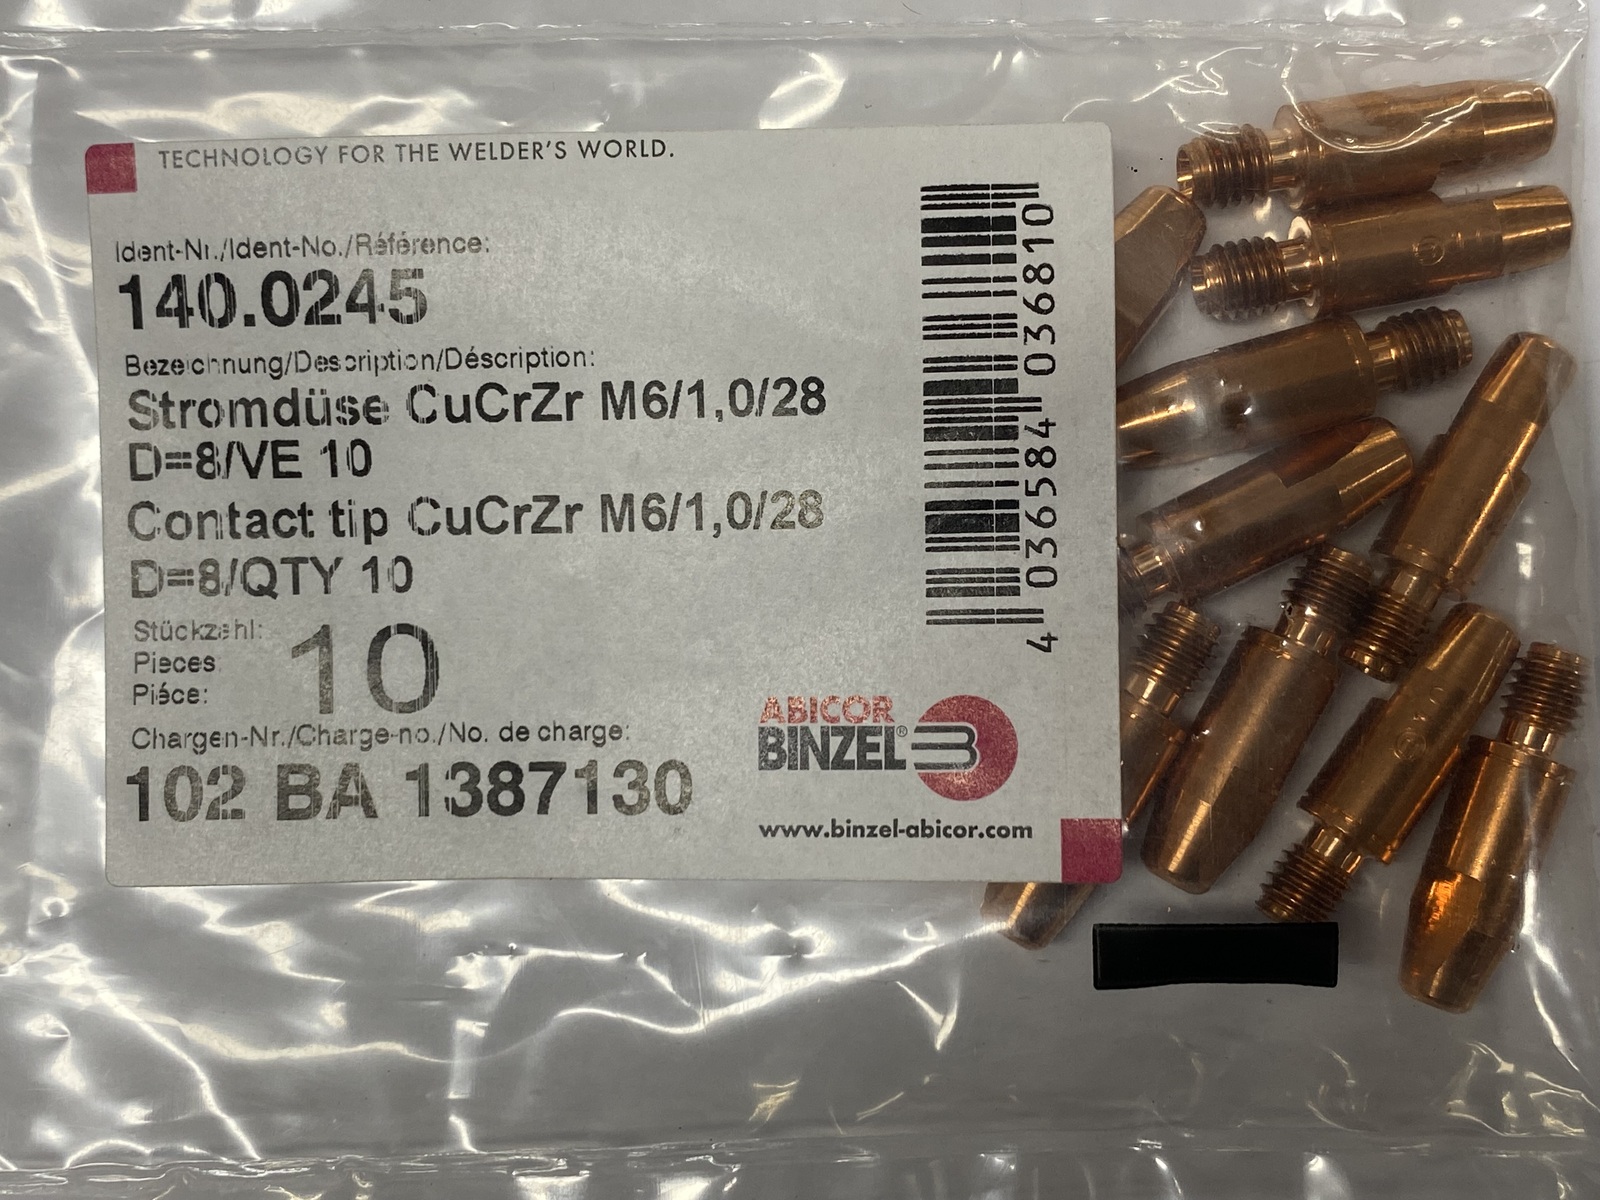 TECHNOLOGY FOR THE WELDER'S WORLD.
Ident-Nr./Ident-No./Référence:
140.0245
Bezeichnung/Description/Déscription:
Stromdüse CuCrZr M6/1,0/28
D=8/VE 10
Contact tip CuCrZr M6/1,0/28
D=8/QTY 10
Stückzahl:
Pieces
Piéce:
10
Chargen-Nr./Charge-no./No. de charge:
102 BA 1387130
4 036584 036810
ABICOR
BINZEL®
www.binzel-abicor.com